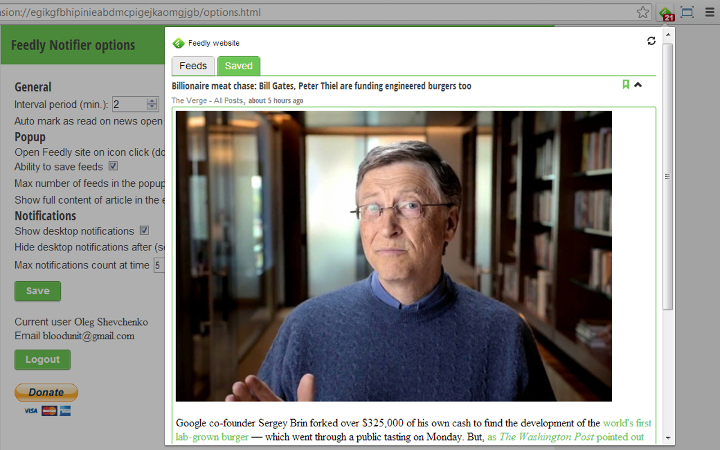 nsion://egikgfbhipinieabdmcpigejkaomgjgb/options.html
21
Feedly Notifier options
General
Interval period (min.): 2
Auto mark as read on news open
Popup
Open Feedly site on icon click (do
Ability to save feeds
Max number of feeds in the popup
Show full content of article in the e
Notifications
Show desktop notifications
Hide desktop notifications after (se
Max notifications count at time 5
Save
Current user Oleg Shevchenko
Email bloodunit@gmail.com
Logout
Donate
VISA
Feedly website
Feeds Saved
Billionaire meat chase: Bill Gates, Peter Thiel are funding engineered burgers too
The Verge - All Posts, about 5 hours ago
Google co-founder Sergey Brin forked over $325,000 of his own cash to fund the development of the world's first
lab-grown burger — which went through a public tasting on Monday. But, as The Washington Post pointed out